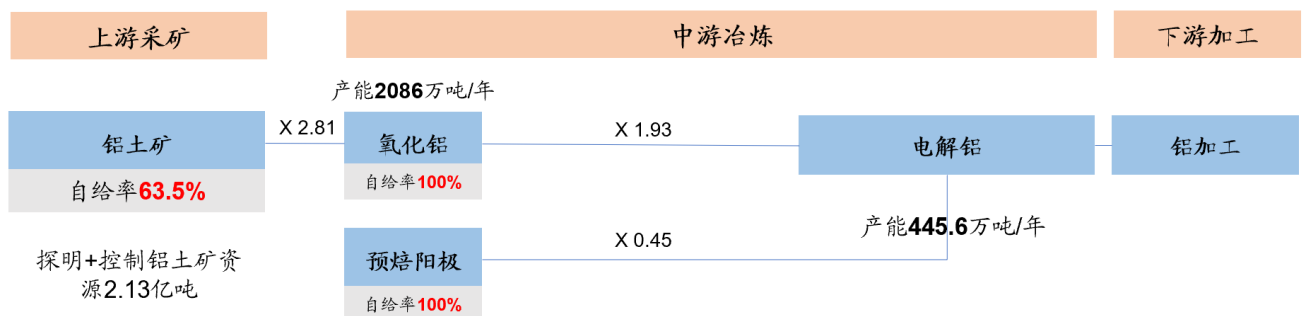 上游采矿
中游冶炼
下游加工
产能2086万吨/年
铝土矿
X 2.81
氧化铝
X 1.93
电解铝
铝加工
自给率63.5%
自给率100%
产能445.6万吨/年
X 0.45
预焙阳极
探明+控制铝土矿资
源2.13亿吨
自给率100%